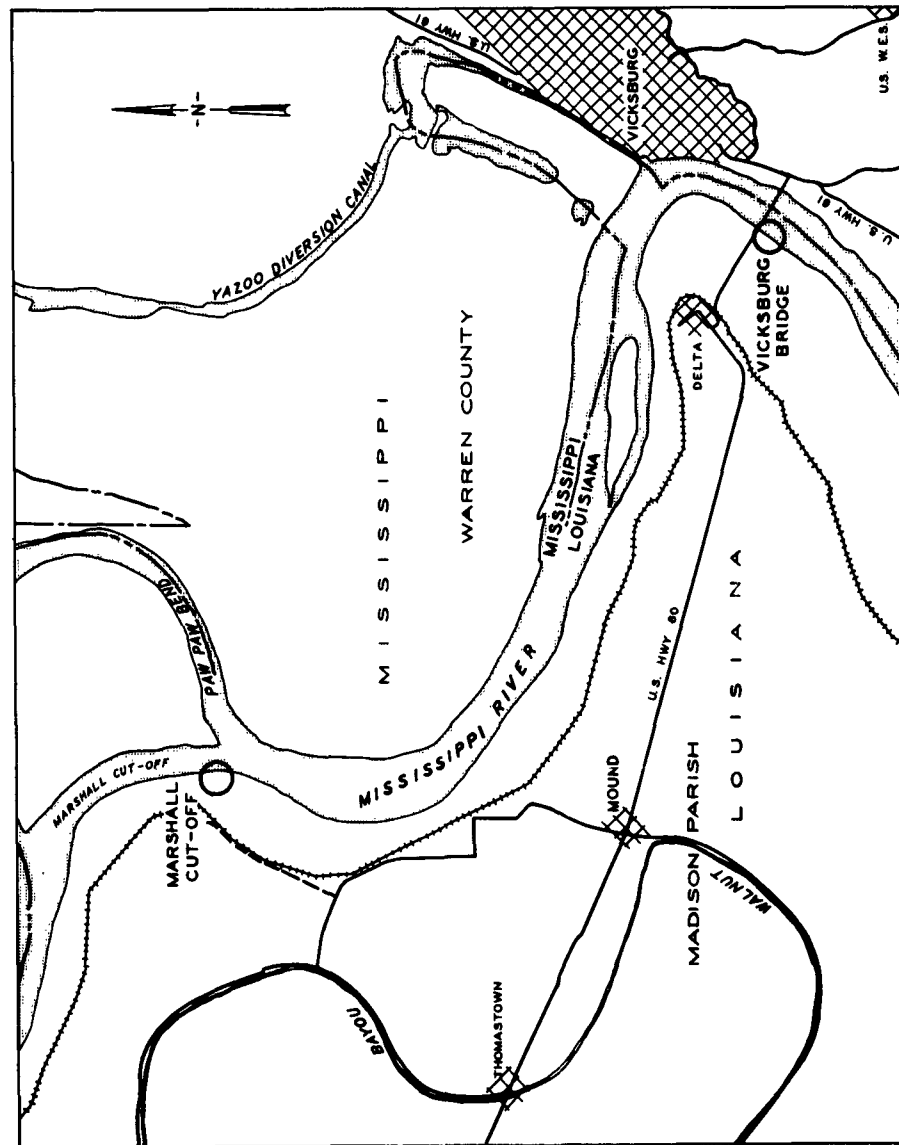 U.S. HWY 61
-N-
VICKSBURG
U.S. W.E.S.
YAZOO DIVERSION CANAL
U.S. HWY 61
VICKSBURG
BRIDGE
DELTA
MISSISSIPPI
WARREN COUNTY
MISSISSIPPI
LOUISIANA
PAW PAW BEND
MISSISSIPPI RIVER
U.S. HWY 80
LOUISIANA
MARSHALL CUT-OFF
MARSHALL
CUT-OFF
MOUND
MADISON PARISH
WALNUT
BAYOU
THOMASTOWN